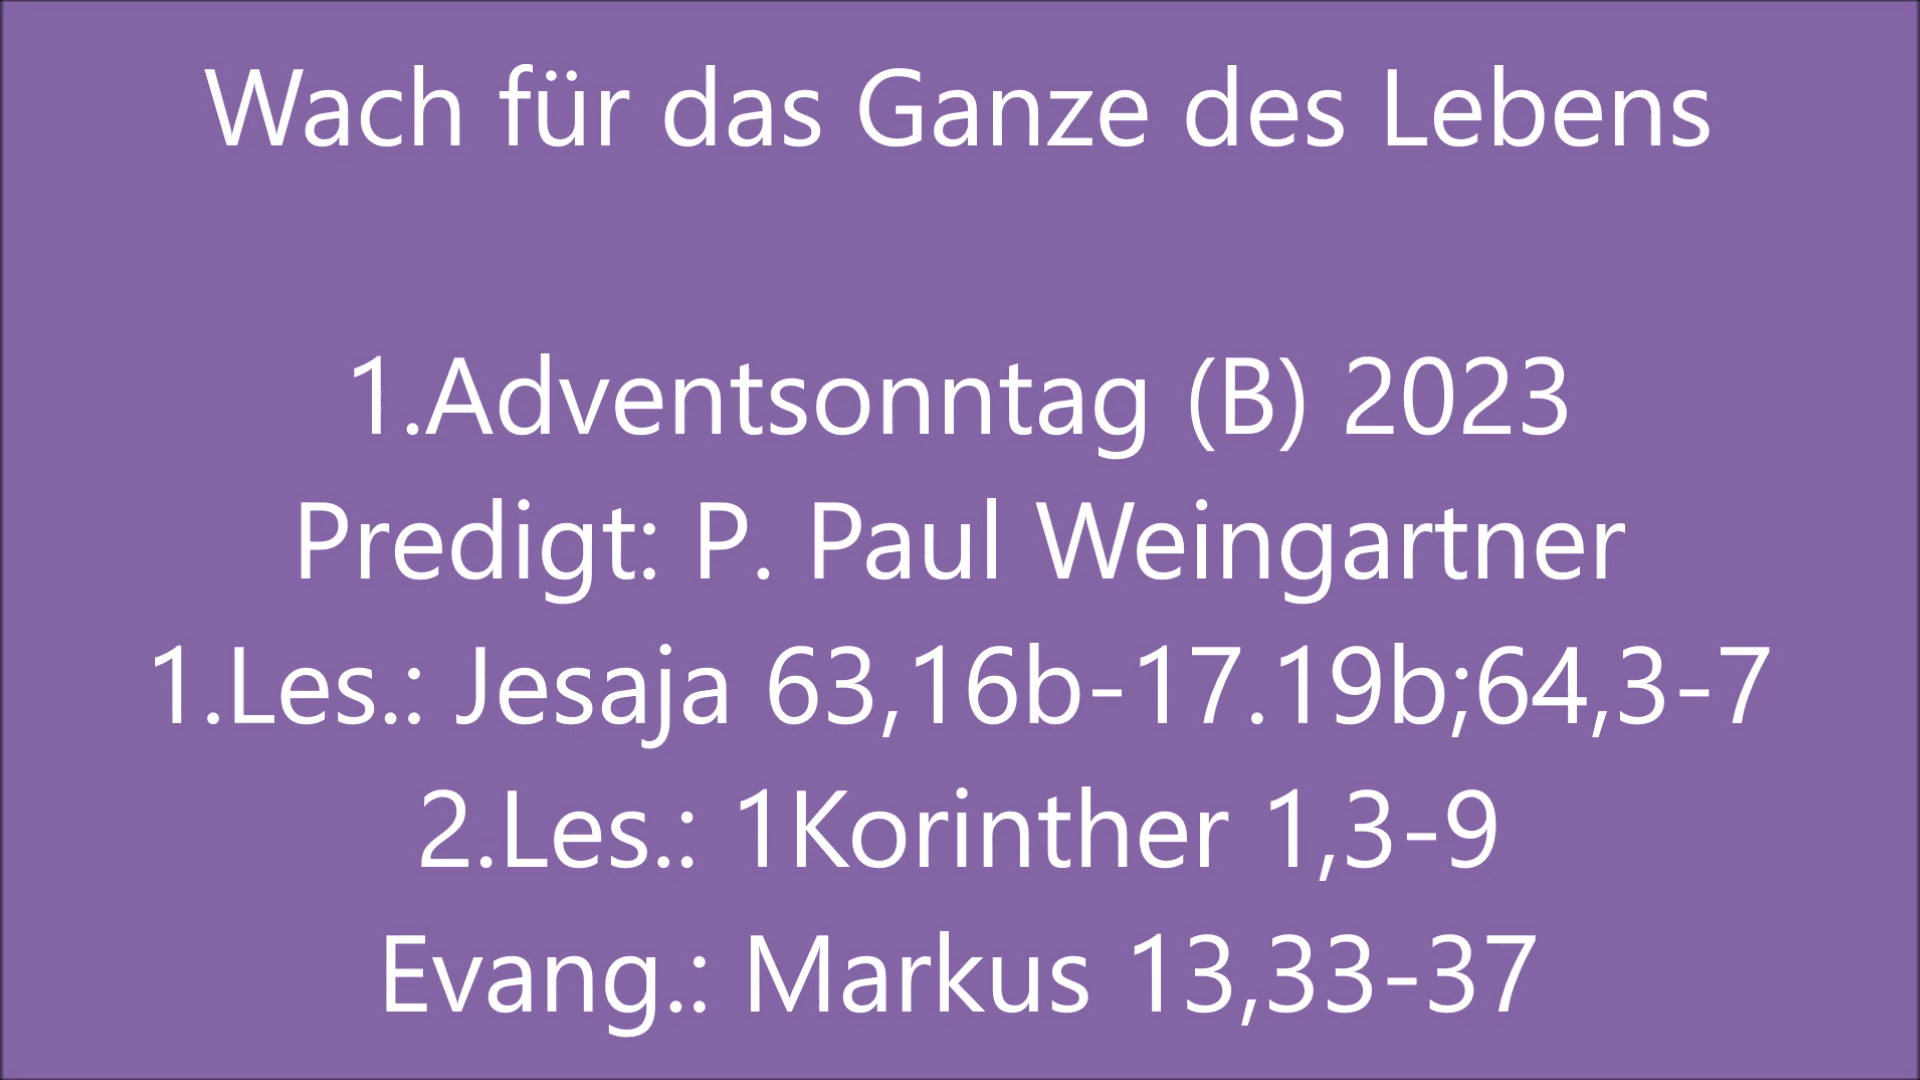 Wach für das Ganze des Lebens
1.Adventsonntag (B) 2023
Predigt: P. Paul Weingartner
1.Les.: Jesaja 63,16b-17.19b;64,3-7
2.Les.: 1Korinther 1,3-9
Evang.: Markus 13,33-37